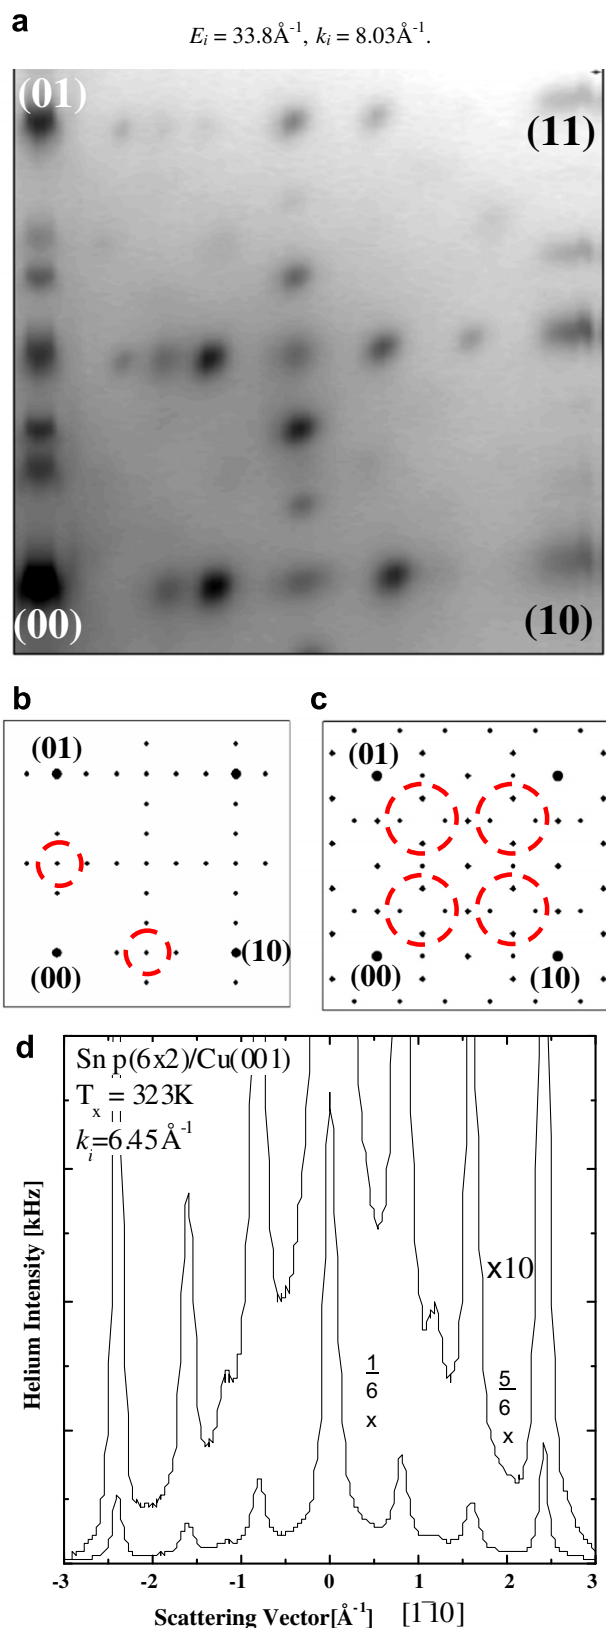 a
E_i = 33.8Å⁻¹, k_i = 8.03Å⁻¹.
(01)
(11)
(00)
(10)
b
c
(01)
(01)
(00)
(10)
(00)
(10)
d
Sn p(6x2)/Cu(001)
T_x = 323K
k_i=6.45Å⁻¹
x10
1/6
x
5/6
x
Helium Intensity [kHz]
-3 -2 -1 0 1 2 3
Scattering Vector[Å⁻¹] [1̄10]